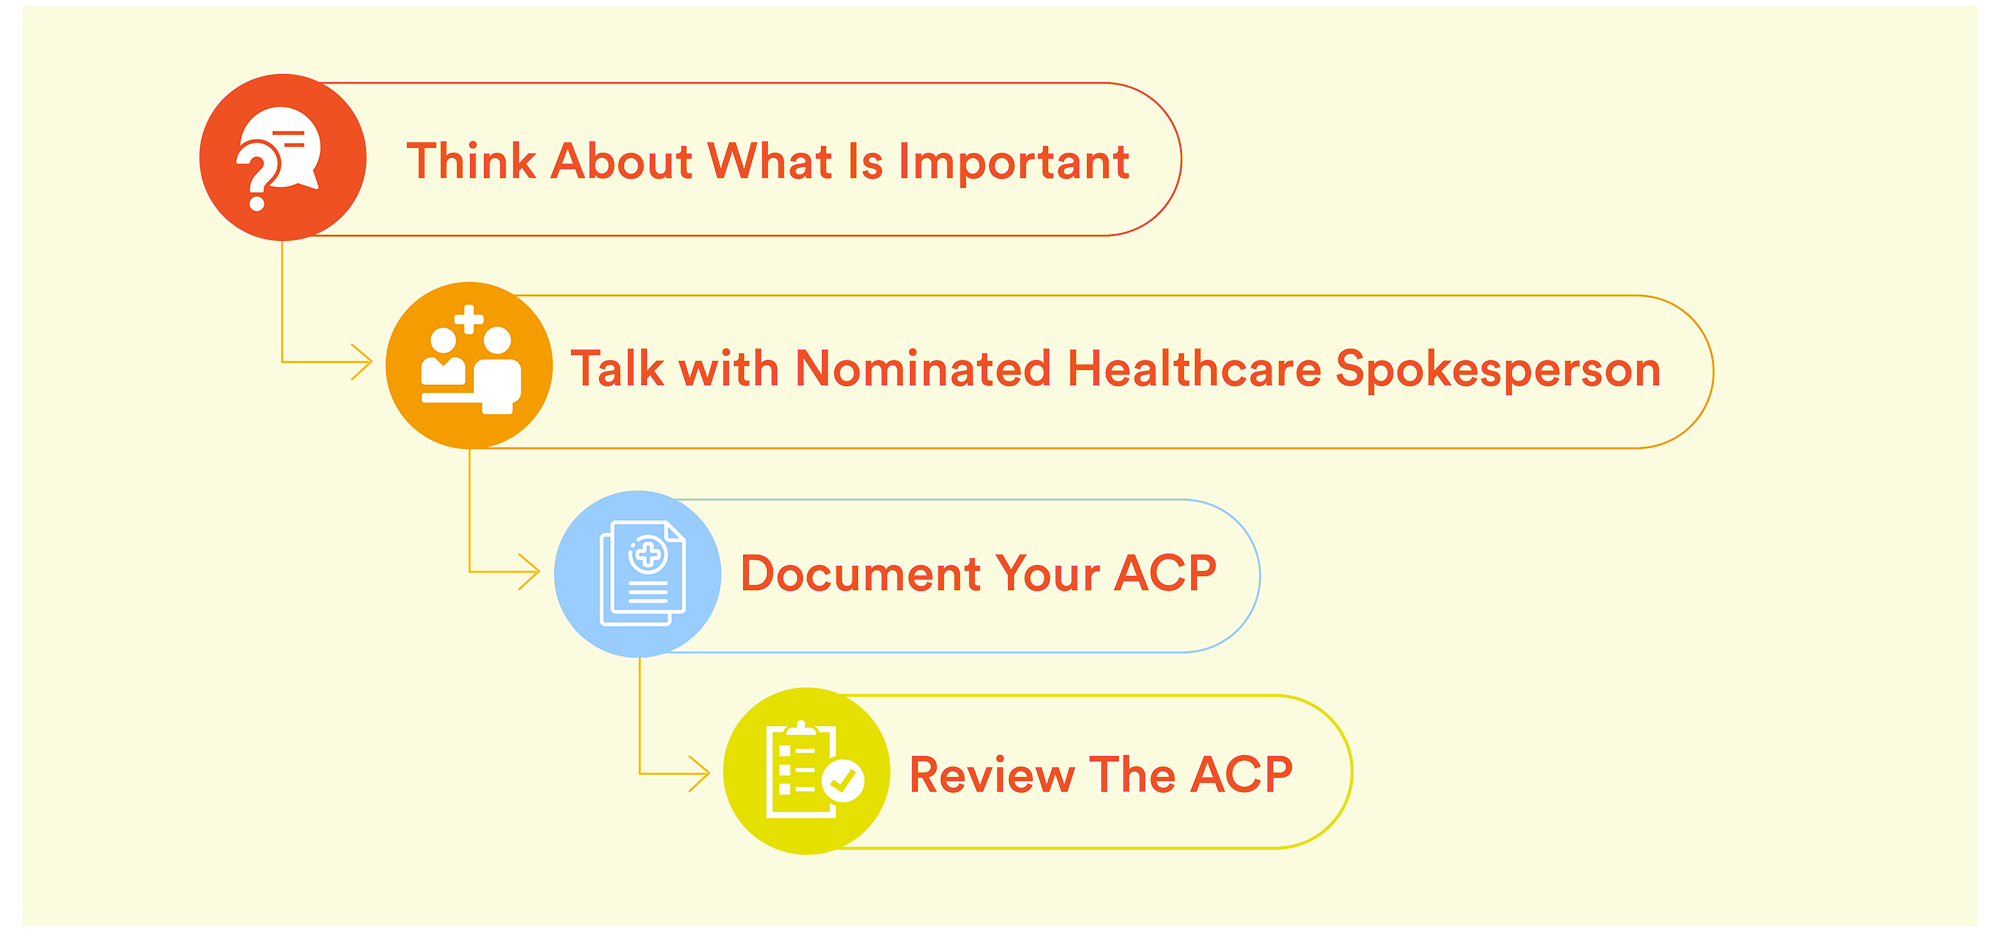 Think About What Is Important
Talk with Nominated Healthcare Spokesperson
Document Your ACP
Review The ACP